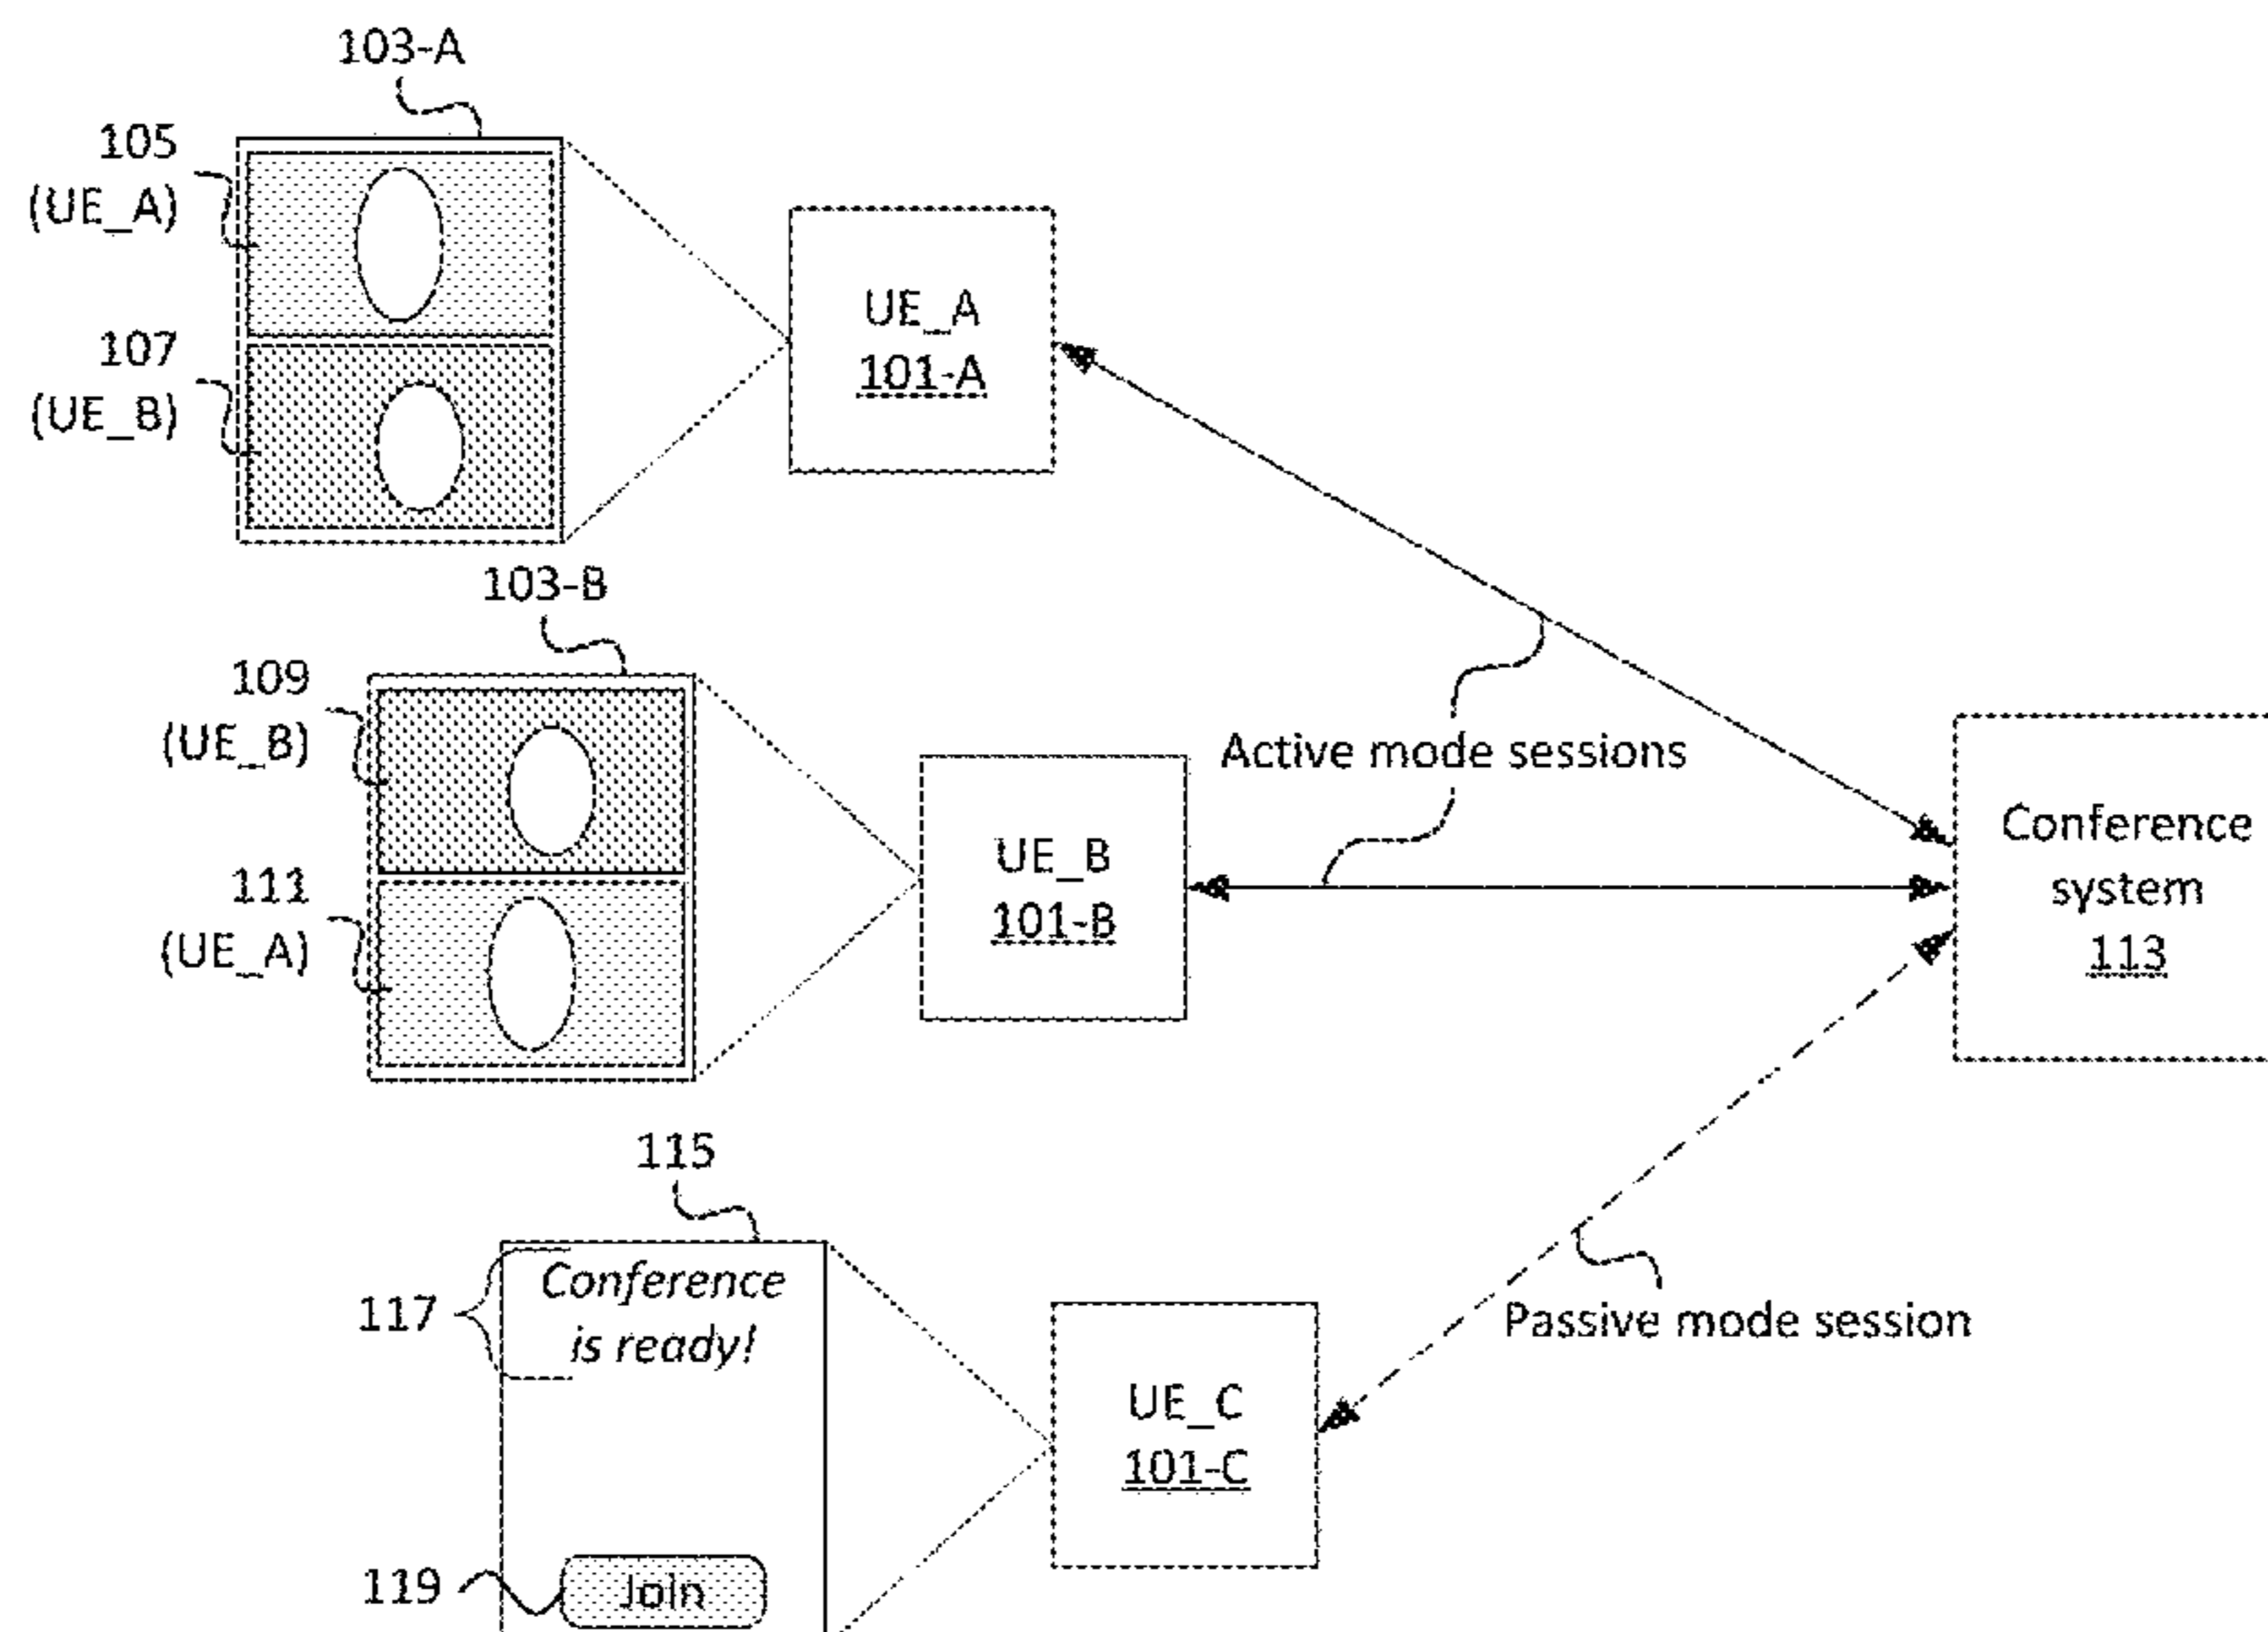 103-A
105
(UE_A)
107
(UE_B)
UE_A
101-A
103-B
109
(UE_B)
111
(UE_A)
UE_B
101-B
Active mode sessions
Conference
system
113
115
117
Conference
is ready!
119
Join
UE_C
101-C
Passive mode session